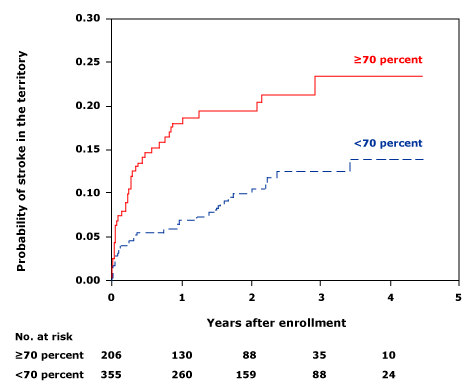 0.30
0.25
0.20
0.15
0.10
0.05
0.00
Probability of stroke in the territory
≥70 percent
<70 percent
0 1 2 3 4 5
Years after enrollment
No. at risk
≥70 percent 206 130 88 35 10
<70 percent 355 260 159 88 24